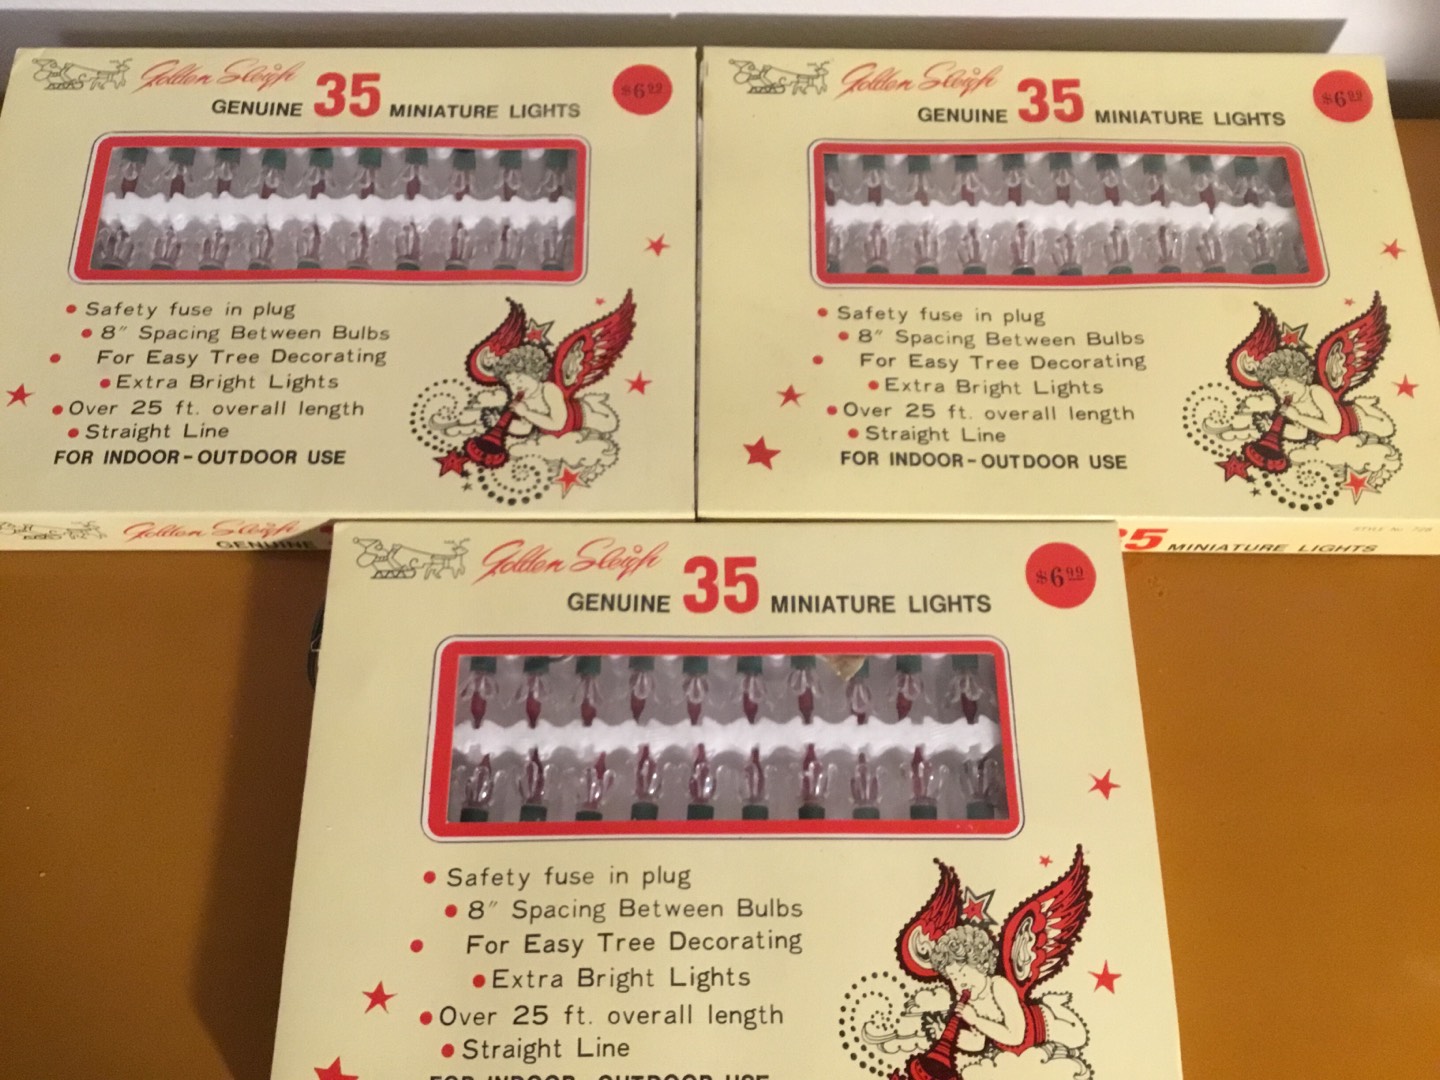 Golden Sleigh
GENUINE 35 MINIATURE LIGHTS
$6.99
• Safety fuse in plug
• 8″ Spacing Between Bulbs
• For Easy Tree Decorating
• Extra Bright Lights
• Over 25 ft. overall length
• Straight Line
FOR INDOOR-OUTDOOR USE
Golden Sleigh
GENUINE
Golden Sleigh
GENUINE 35 MINIATURE LIGHTS
$6.99
• Safety fuse in plug
• 8″ Spacing Between Bulbs
• For Easy Tree Decorating
• Extra Bright Lights
• Over 25 ft. overall length
• Straight Line
FOR INDOOR-OUTDOOR USE
35 MINIATURE LIGHTS
Golden Sleigh
GENUINE 35 MINIATURE LIGHTS
$6.99
• Safety fuse in plug
• 8″ Spacing Between Bulbs
• For Easy Tree Decorating
• Extra Bright Lights
• Over 25 ft. overall length
• Straight Line
FOR INDOOR-OUTDOOR USE